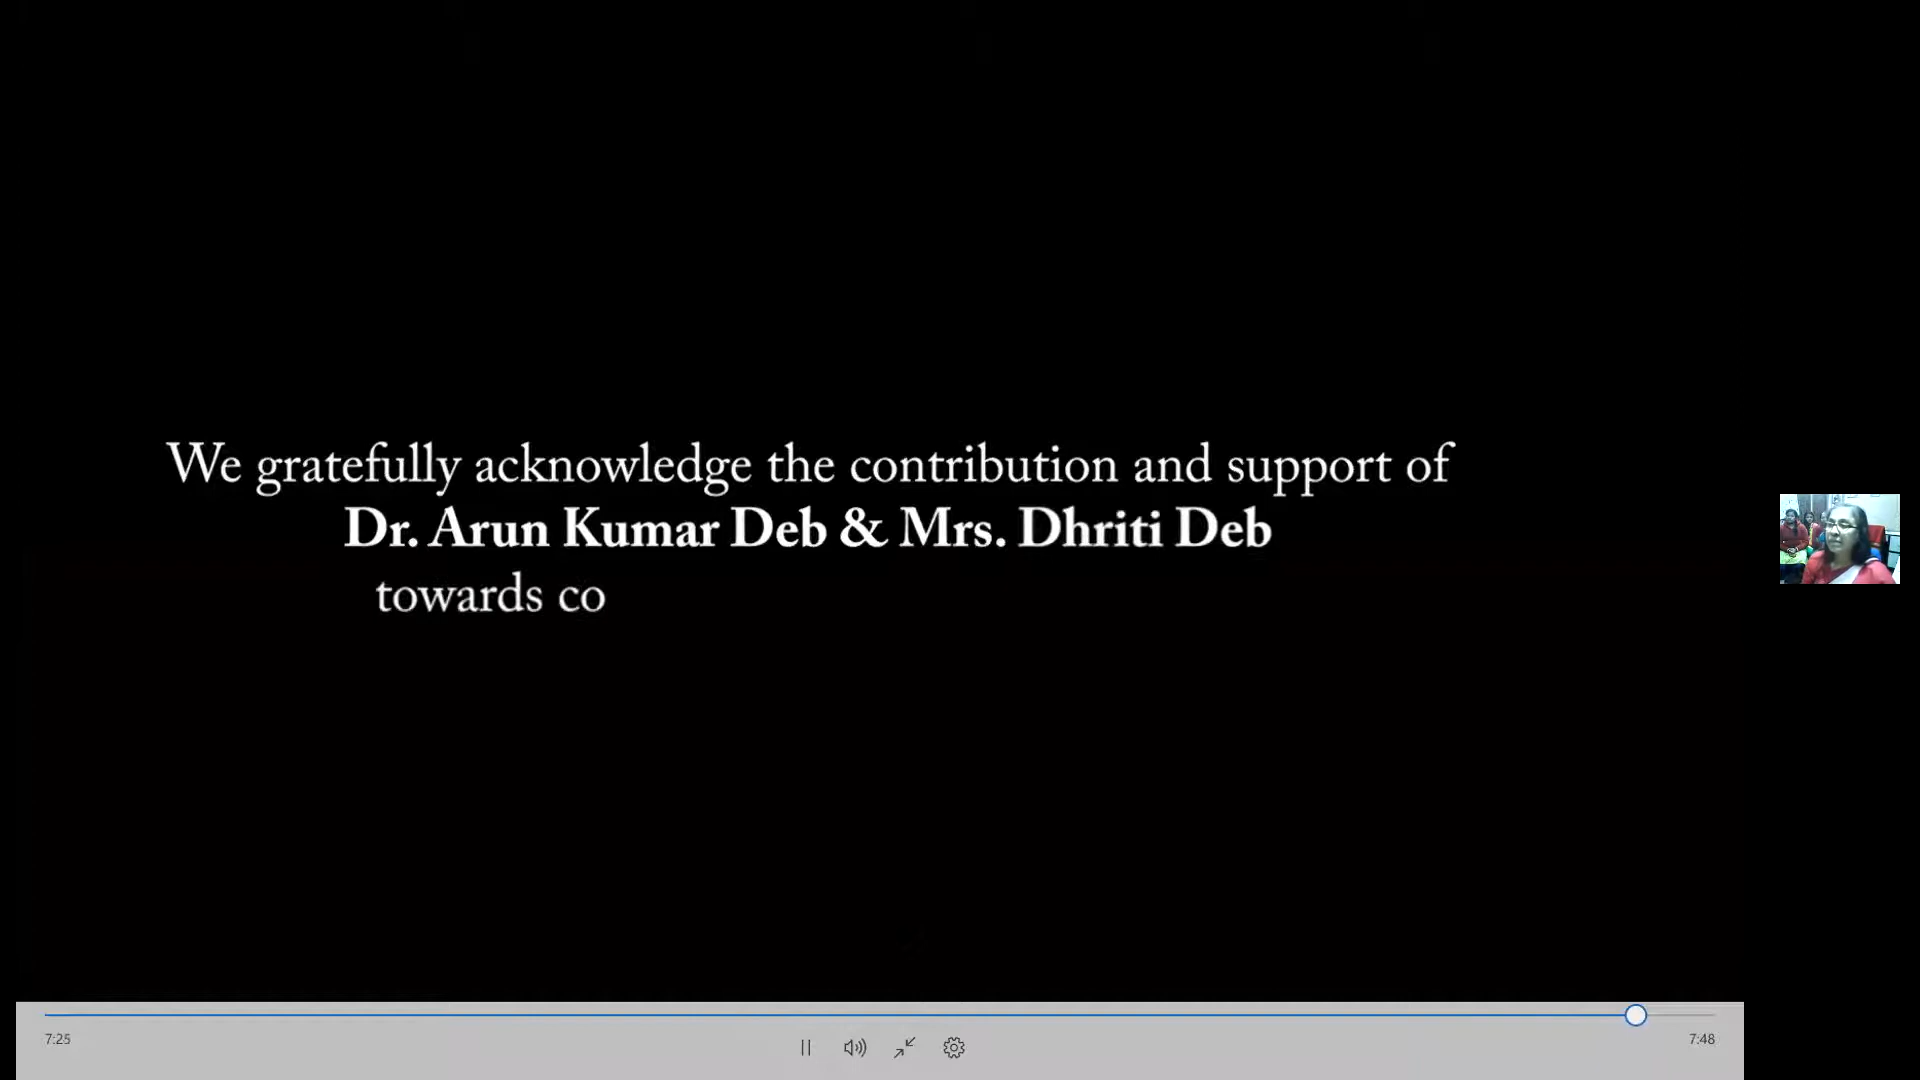 We gratefully acknowledge the contribution and support of
Dr. Arun Kumar Deb & Mrs. Dhriti Deb
towards co
7:25
7:48